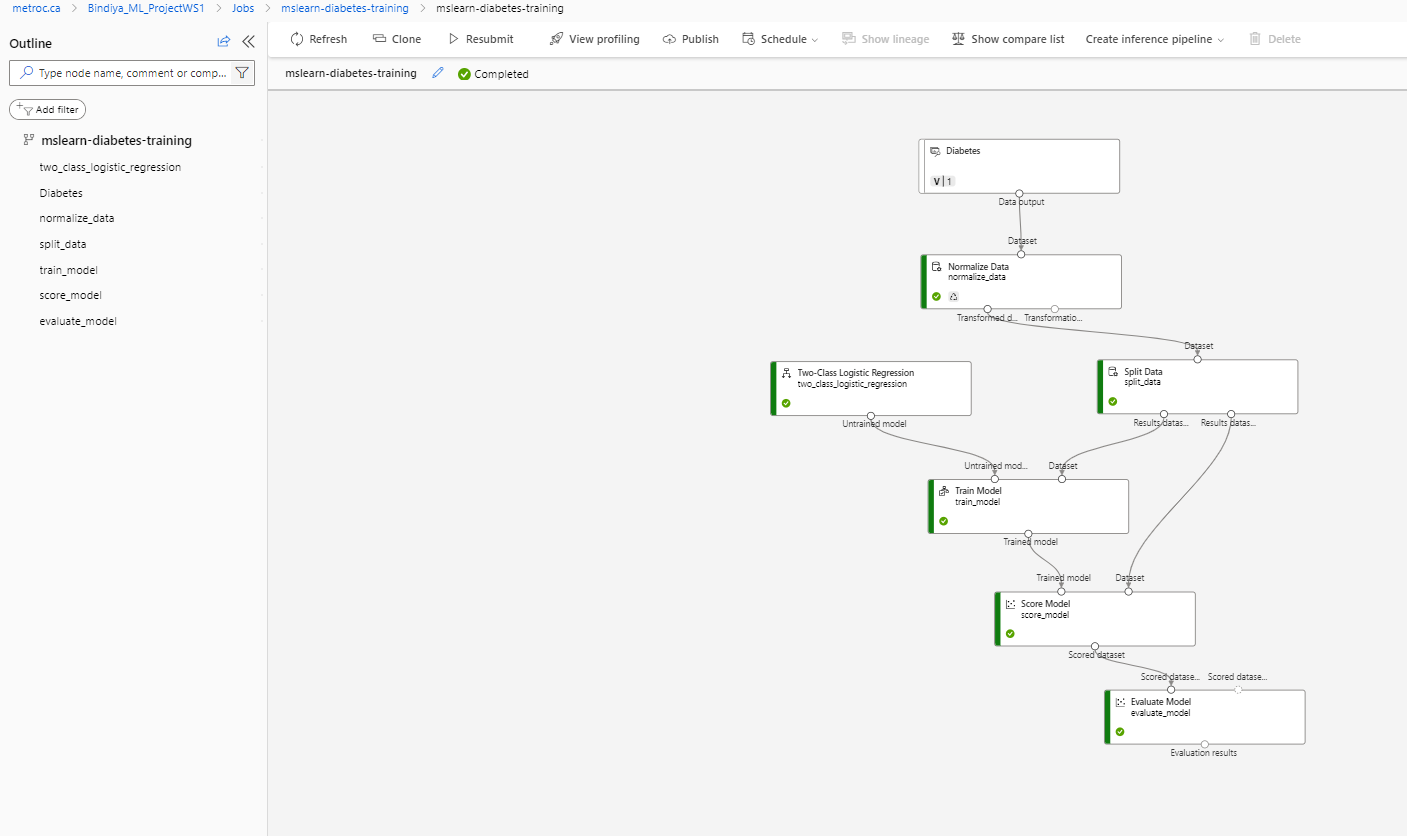 metroc.ca > Bindiya_ML_ProjectWS1 > Jobs > mslearn-diabetes-training > mslearn-diabetes-training
Outline
Type node name, comment or comp...
Add filter
mslearn-diabetes-training
two_class_logistic_regression
Diabetes
normalize_data
split_data
train_model
score_model
evaluate_model
Refresh Clone Resubmit View profiling Publish Schedule Show lineage Show compare list Create inference pipeline Delete
mslearn-diabetes-training Completed
Diabetes
V 1
Data output
Dataset
Normalize Data
normalize_data
Transformed d... Transformatio...
Dataset
Two-Class Logistic Regression
two_class_logistic_regression
Untrained model
Split Data
split_data
Results datas... Results datas...
Untrained mod... Dataset
Train Model
train_model
Trained model
Trained model Dataset
Score Model
score_model
Scored dataset
Scored datase... Scored datase...
Evaluate Model
evaluate_model
Evaluation results